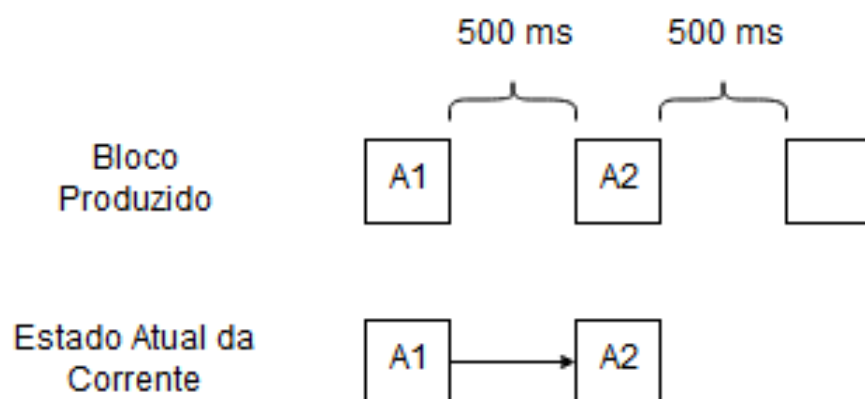 500 ms 500 ms
Bloco
Produzido
A1 A2
Estado Atual da
Corrente
A1 A2